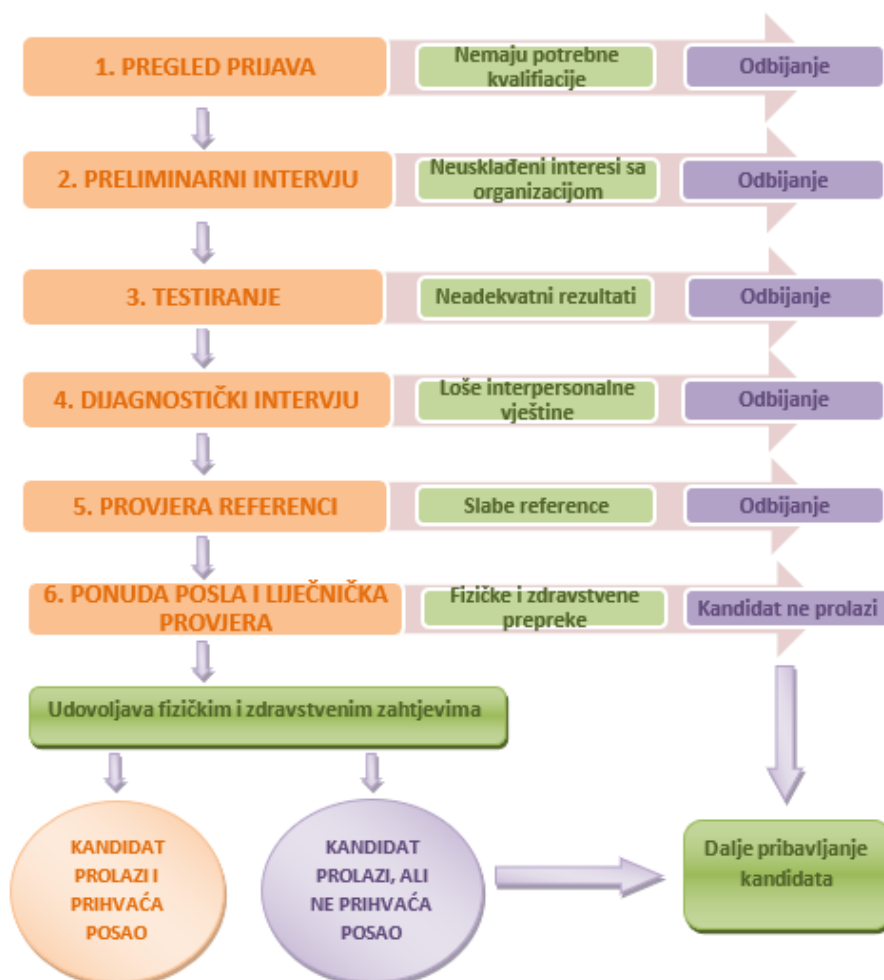 1. PREGLED PRIJAVA
Nemaju potrebne
kvalifiacije
Odbijanje
2. PRELIMINARNI INTERVJU
Neusklađeni interesi sa
organizacijom
Odbijanje
3. TESTIRANJE
Neadekvatni rezultati
Odbijanje
4. DIJAGNOSTIČKI INTERVJU
Loše interpersonalne
vještine
Odbijanje
5. PROVJERA REFERENCI
Slabe reference
Odbijanje
6. PONUDA POSLA I LIJEČNIČKA
PROVJERA
Fizičke i zdravstvene
prepreke
Kandidat ne prolazi
Udovoljava fizičkim i zdravstvenim zahtjevima
KANDIDAT
PROLAZI I
PRIHVAĆA
POSAO
KANDIDAT
PROLAZI, ALI
NE PRIHVAĆA
POSAO
Dalje pribavljanje
kandidata